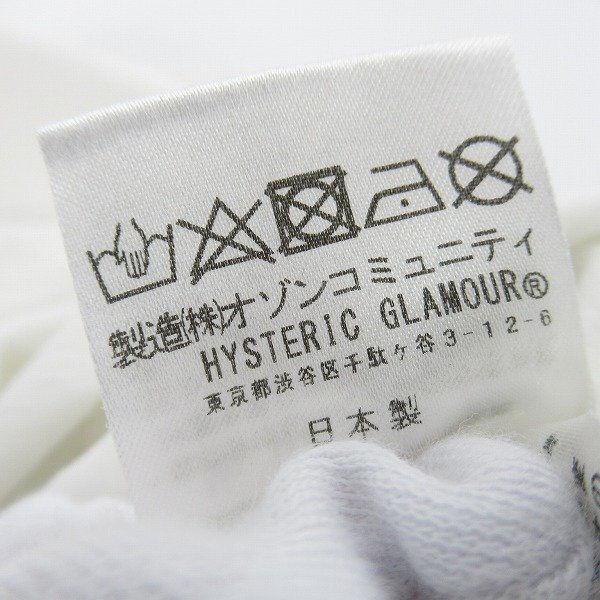 製造(株)オゾンコミュニティ
HYSTERIC GLAMOUR®
東京都渋谷区千駄ケ谷3-12-6
日本製